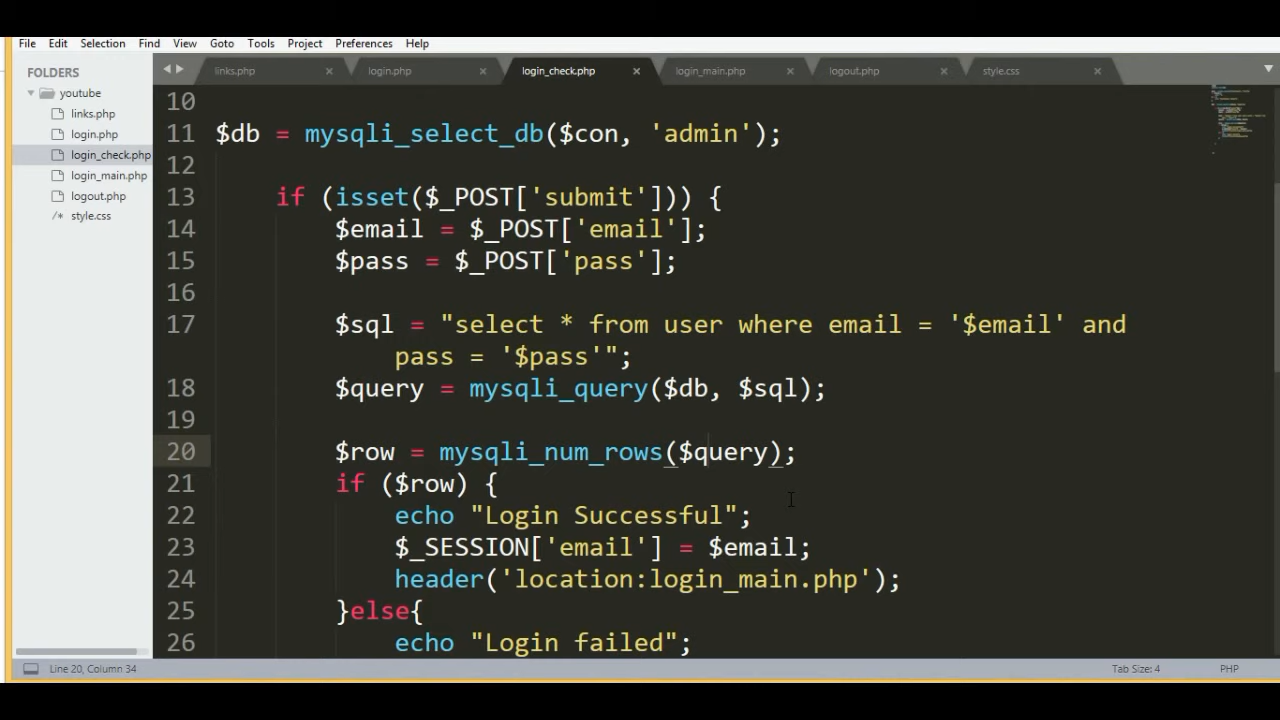 File Edit Selection Find View Goto Tools Project Preferences Help
FOLDERS
youtube
links.php
login.php
login_check.php
login_main.php
logout.php
/* style.css
links.php × login.php × login_check.php × login_main.php × logout.php × style.css ×
10
11 $db = mysqli_select_db($con, 'admin');
12
13 if (isset($_POST['submit'])) {
14 $email = $_POST['email'];
15 $pass = $_POST['pass'];
16
17 $sql = "select * from user where email = '$email' and
pass = '$pass'";
18 $query = mysqli_query($db, $sql);
19
20 $row = mysqli_num_rows($query);
21 if ($row) {
22 echo "Login Successful";
23 $_SESSION['email'] = $email;
24 header('location:login_main.php');
25 }else{
26 echo "Login failed";
Line 20, Column 34
Tab Size: 4
PHP